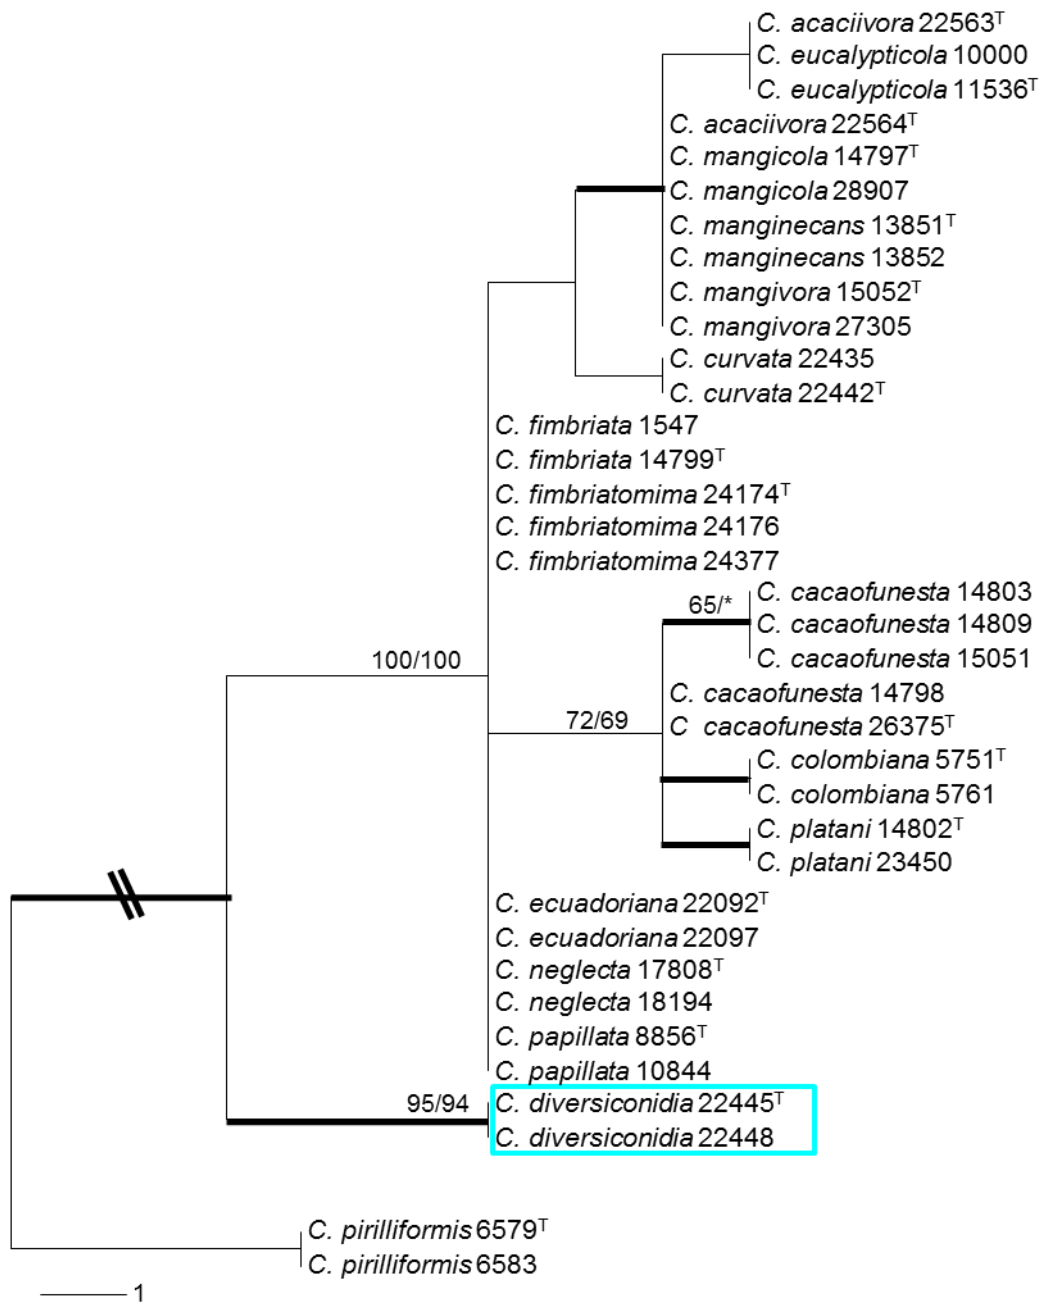 C. acaciivora 22563ᵀ
C. eucalypticola 10000
C. eucalypticola 11536ᵀ
C. acaciivora 22564ᵀ
C. mangicola 14797ᵀ
C. mangicola 28907
C. manginecans 13851ᵀ
C. manginecans 13852
C. mangivora 15052ᵀ
C. mangivora 27305
C. curvata 22435
C. curvata 22442ᵀ
C. fimbriata 1547
C. fimbriata 14799ᵀ
C. fimbriatomima 24174ᵀ
C. fimbriatomima 24176
C. fimbriatomima 24377
C. cacaofunesta 14803
65/*
C. cacaofunesta 14809
C. cacaofunesta 15051
100/100
C. cacaofunesta 14798
72/69
C cacaofunesta 26375ᵀ
C. colombiana 5751ᵀ
C. colombiana 5761
C. platani 14802ᵀ
C. platani 23450
C. ecuadoriana 22092ᵀ
C. ecuadoriana 22097
C. neglecta 17808ᵀ
C. neglecta 18194
C. papillata 8856ᵀ
C. papillata 10844
95/94
C. diversiconidia 22445ᵀ
C. diversiconidia 22448
C. pirilliformis 6579ᵀ
C. pirilliformis 6583
1